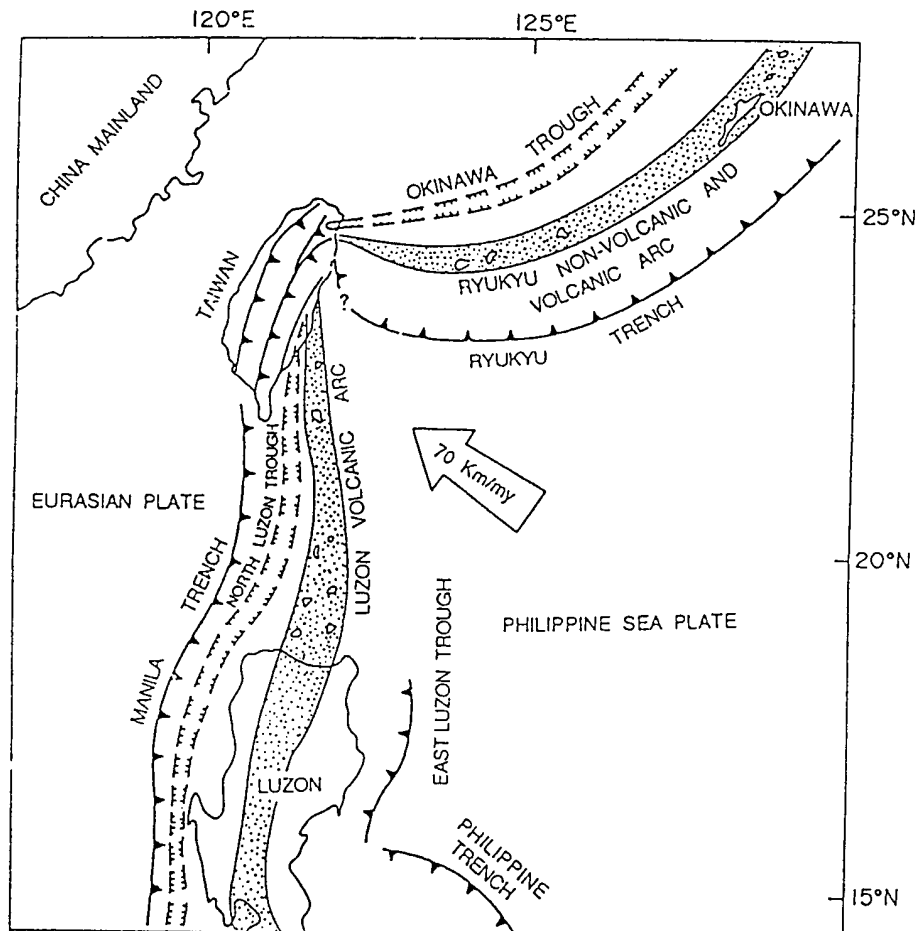 120°E
125°E
CHINA MAINLAND
OKINAWA TROUGH
OKINAWA
25°N
TAIWAN
RYUKYU NON-VOLCANIC AND
VOLCANIC ARC
?
RYUKYU TRENCH
70 Km/my
EURASIAN PLATE
NORTH LUZON TROUGH
LUZON VOLCANIC ARC
MANILA TRENCH
20°N
PHILIPPINE SEA PLATE
EAST LUZON TROUGH
LUZON
PHILIPPINE
TRENCH
15°N